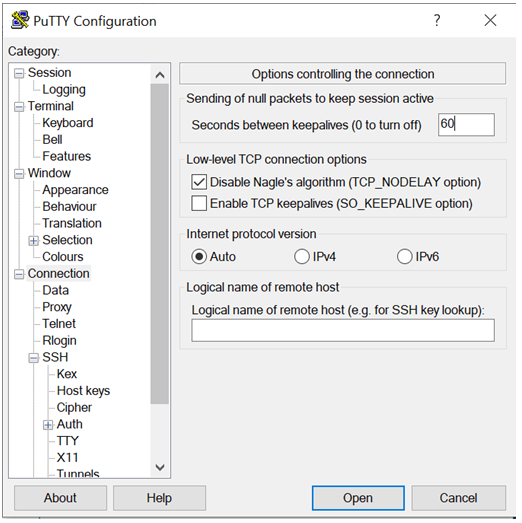 PuTTY Configuration
?
Category:
Session
Logging
Terminal
Keyboard
Bell
Features
Window
Appearance
Behaviour
Translation
Selection
Colours
Connection
Data
Proxy
Telnet
Rlogin
SSH
Kex
Host keys
Cipher
Auth
TTY
X11
Tunnels
Options controlling the connection
Sending of null packets to keep session active
Seconds between keepalives (0 to turn off) 60
Low-level TCP connection options
Disable Nagle's algorithm (TCP_NODELAY option)
Enable TCP keepalives (SO_KEEPALIVE option)
Internet protocol version
Auto IPv4 IPv6
Logical name of remote host
Logical name of remote host (e.g. for SSH key lookup):
About Help Open Cancel